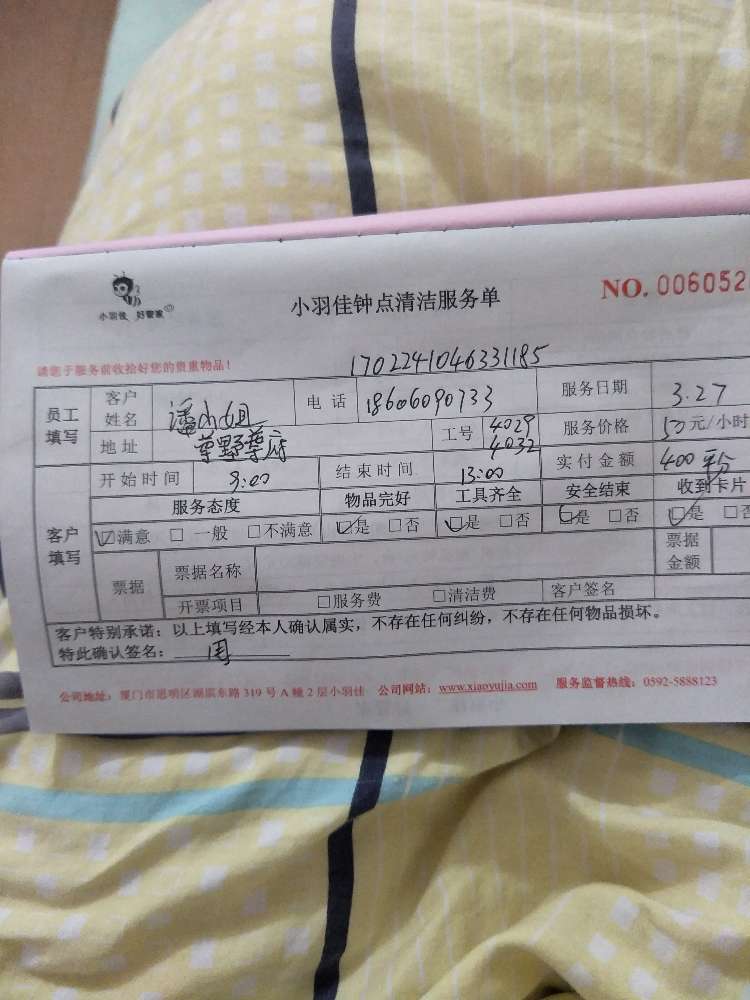 小羽佳 好管家
小羽佳钟点清洁服务单
NO. 006052
请您于服务前收拾好您的贵重物品！
1702241046331185
员工填写 客户姓名 潘小姐 电话 18606090733 服务日期 3.27
地址 尊府 工号 4029 4032 服务价格 50元/小时
客户填写 开始时间 9:00 结束时间 13:00 实付金额 400
服务态度 物品完好 工具齐全 安全结束 收到卡片
☑满意 □一般 □不满意 ☑是 □否 ☑是 □否 ☑是 □否 ☑是 □否
票据 票据名称 票据金额
开票项目 □服务费 □清洁费 客户签名
客户特别承诺：以上填写经本人确认属实，不存在任何纠纷，不存在任何物品损坏。
特此确认签名： 周
公司地址：厦门市思明区湖滨东路 319 号 A 幢 2 层小羽佳 公司网站：www.xiaoyujia.com 服务监督热线：0592-5888123